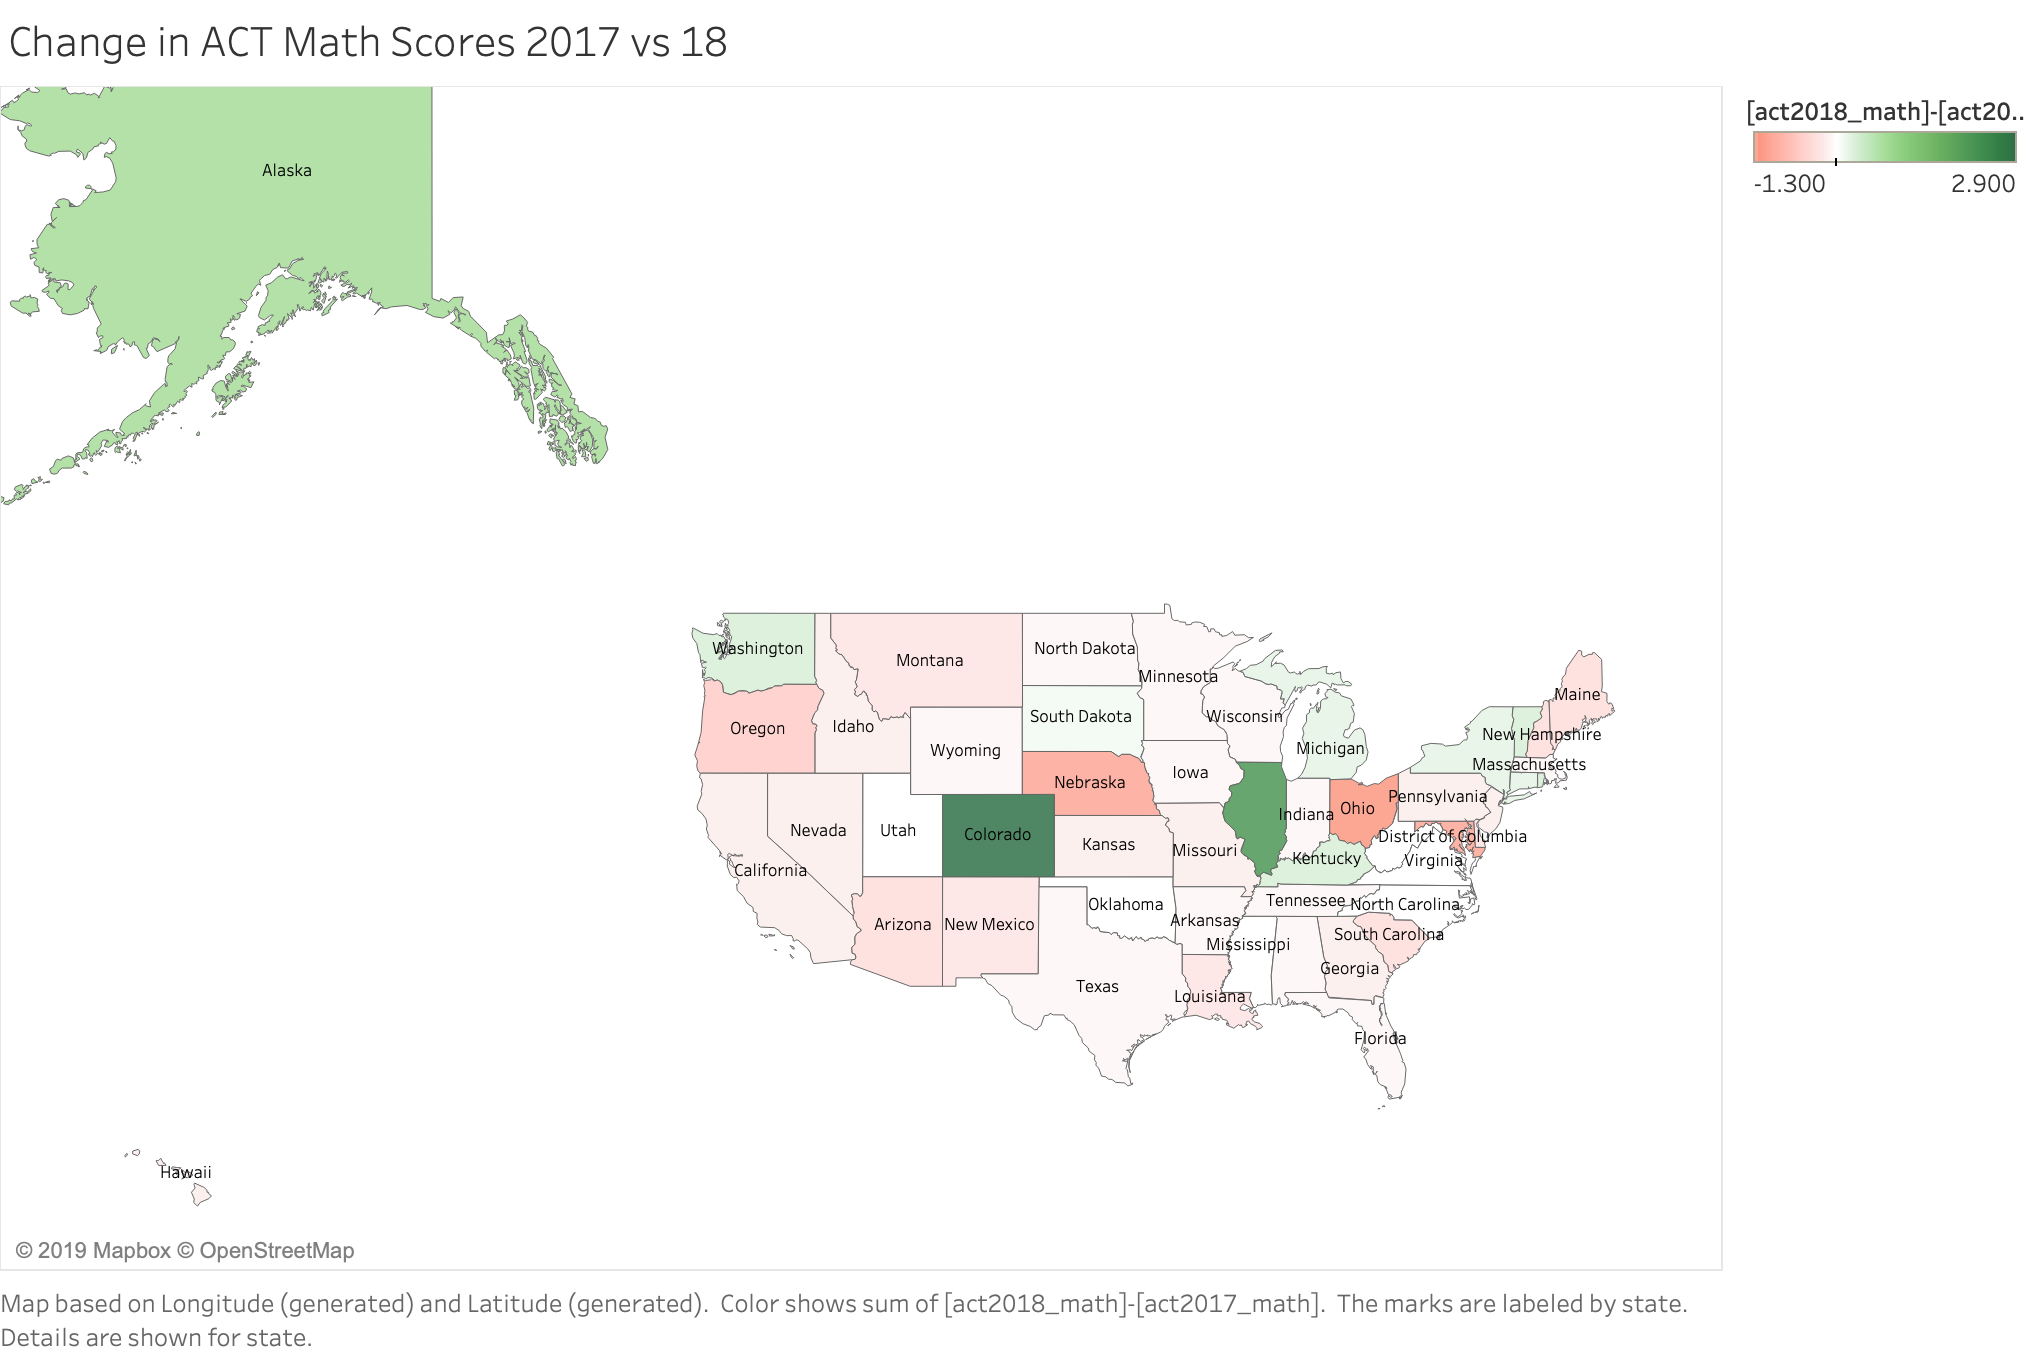 Change in ACT Math Scores 2017 vs 18
[act2018_math]-[act20..
-1.300
2.900
Alaska
Washington
Montana
North Dakota
Minnesota
Maine
Oregon
Idaho
Wyoming
South Dakota
Wisconsin
Michigan
New Hampshire
Massachusetts
Nebraska
Iowa
Pennsylvania
Nevada
Utah
Colorado
Kansas
Missouri
Indiana
Ohio
District of Columbia
Virginia
Kentucky
California
Arizona
New Mexico
Oklahoma
Arkansas
Tennessee
North Carolina
South Carolina
Mississippi
Georgia
Texas
Louisiana
Florida
Hawaii
© 2019 Mapbox © OpenStreetMap
Map based on Longitude (generated) and Latitude (generated).  Color shows sum of [act2018_math]-[act2017_math].  The marks are labeled by state.
Details are shown for state.